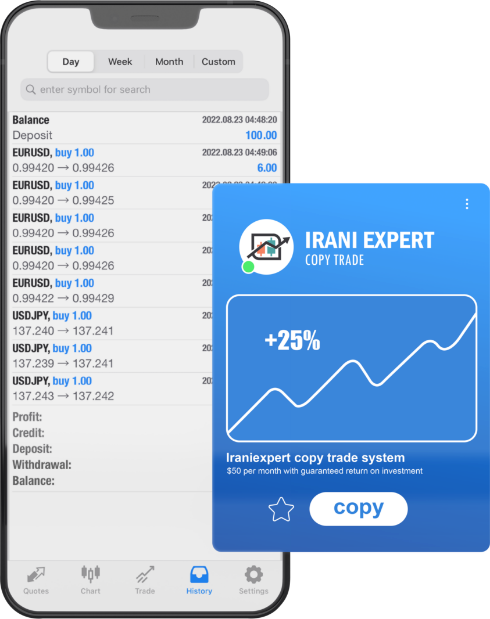 Day Week Month Custom
enter symbol for search
Balance 2022.08.23 04:48:20
Deposit 100.00
EURUSD, buy 1.00 2022.08.23 04:49:06
0.99420 → 0.99426 6.00
EURUSD, buy 1.00
0.99420 → 0.99425
EURUSD, buy 1.00
0.99420 → 0.99426
EURUSD, buy 1.00
0.99420 → 0.99426
EURUSD, buy 1.00
0.99422 → 0.99429
USDJPY, buy 1.00
137.240 → 137.241
USDJPY, buy 1.00
137.239 → 137.241
USDJPY, buy 1.00
137.243 → 137.242
Profit:
Credit:
Deposit:
Withdrawal:
Balance:
Quotes Chart Trade History Settings
IRANI EXPERT
COPY TRADE
+25%
Iraniexpert copy trade system
$50 per month with guaranteed return on investment
copy